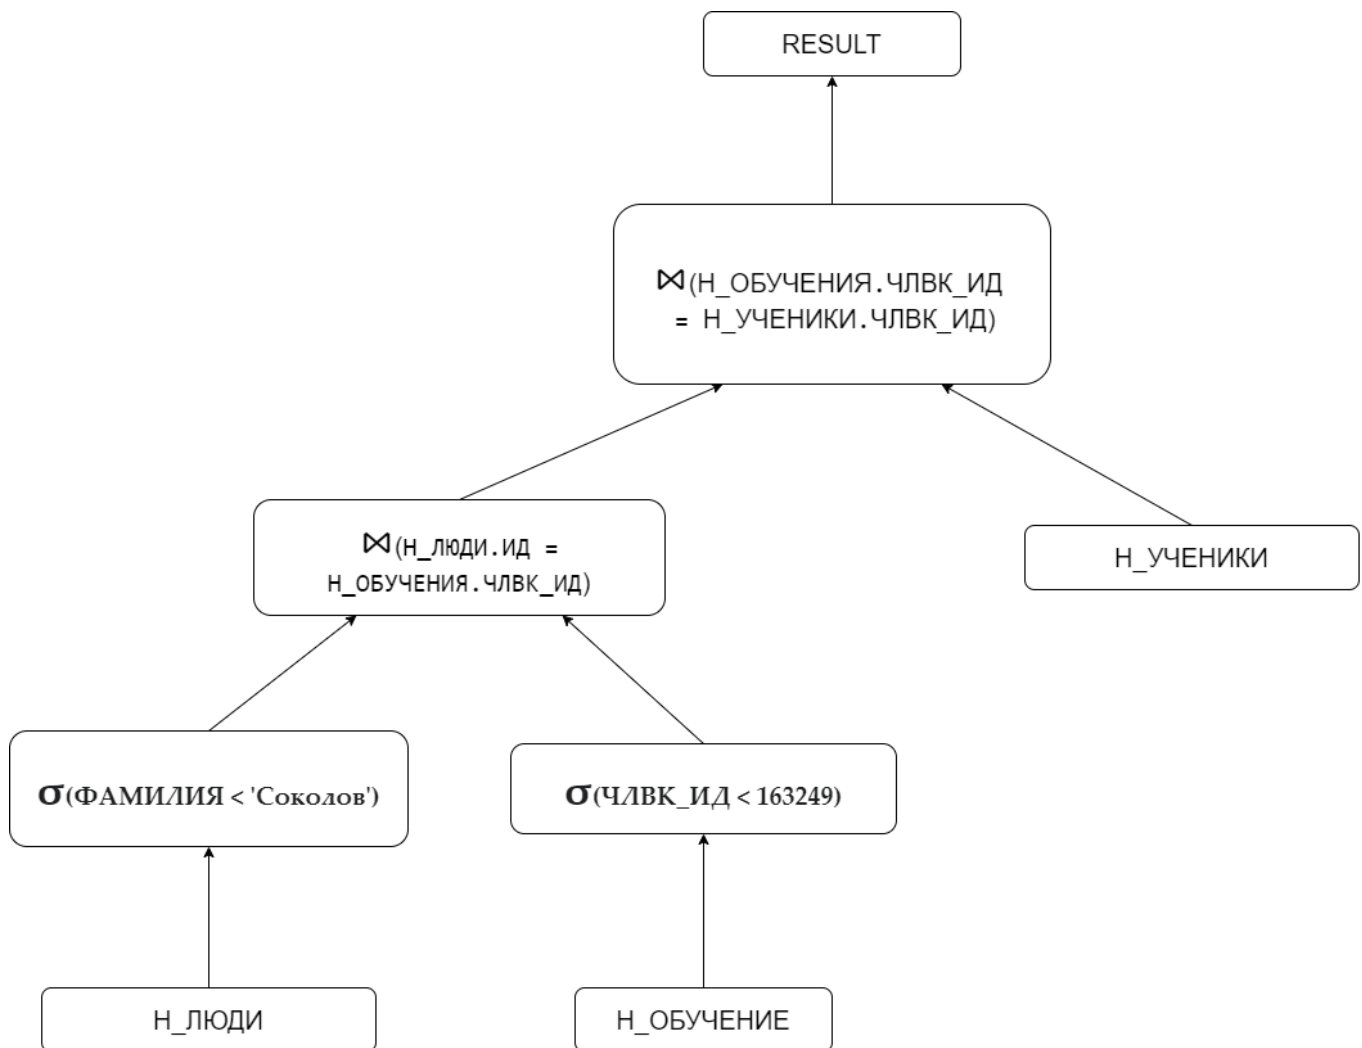 RESULT
⋈(Н_ОБУЧЕНИЯ.ЧЛВК_ИД
= Н_УЧЕНИКИ.ЧЛВК_ИД)
⋈(Н_ЛЮДИ.ИД =
Н_ОБУЧЕНИЯ.ЧЛВК_ИД)
Н_УЧЕНИКИ
σ(ФАМИЛИЯ < 'Соколов')
σ(ЧЛВК_ИД < 163249)
Н_ЛЮДИ
Н_ОБУЧЕНИЕ